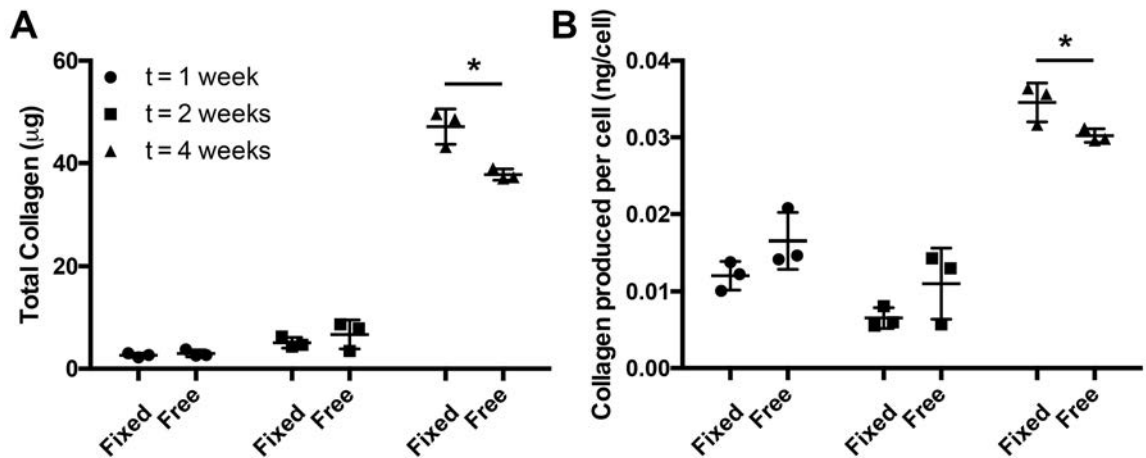 A
Total Collagen (μg)
60
40
20
0
● t = 1 week
■ t = 2 weeks
▲ t = 4 weeks
*
Fixed
Free
Fixed
Free
Fixed
Free
B
Collagen produced per cell (ng/cell)
0.04
0.03
0.02
0.01
0.00
*
Fixed
Free
Fixed
Free
Fixed
Free